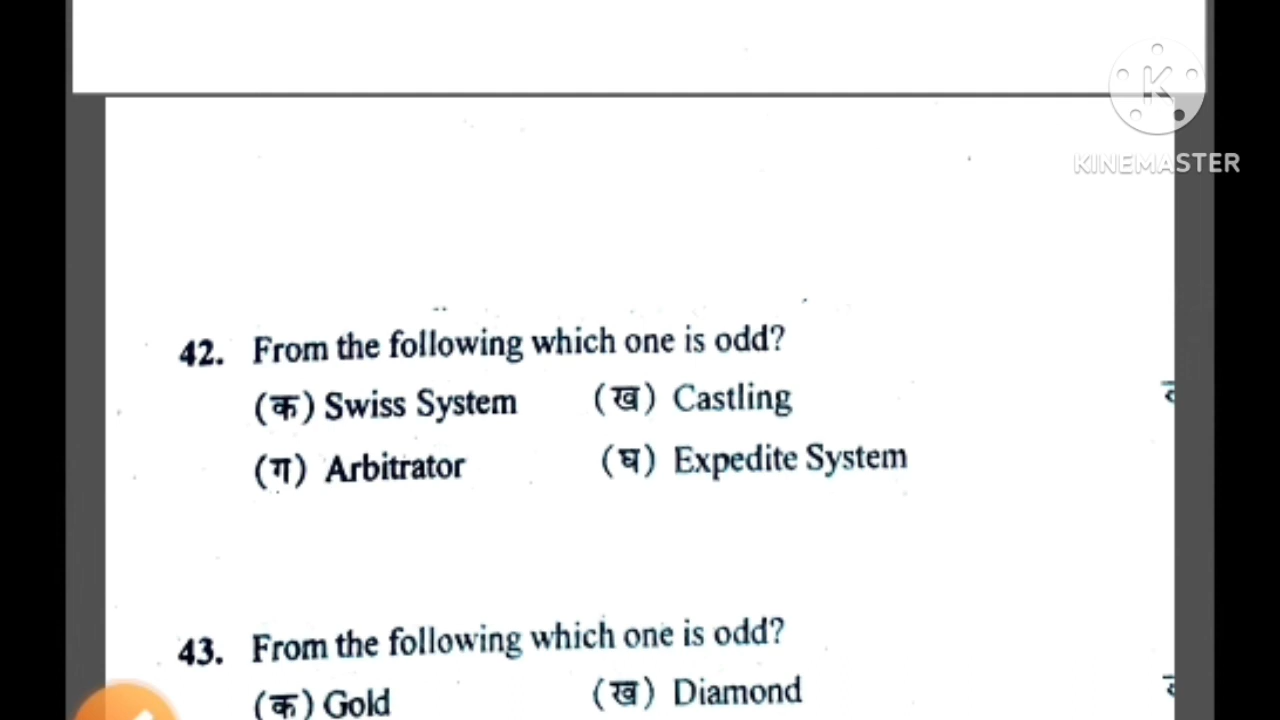 KINEMASTER
42. From the following which one is odd?
(क) Swiss System (ख) Castling
(ग) Arbitrator (घ) Expedite System
43. From the following which one is odd?
(क) Gold (ख) Diamond